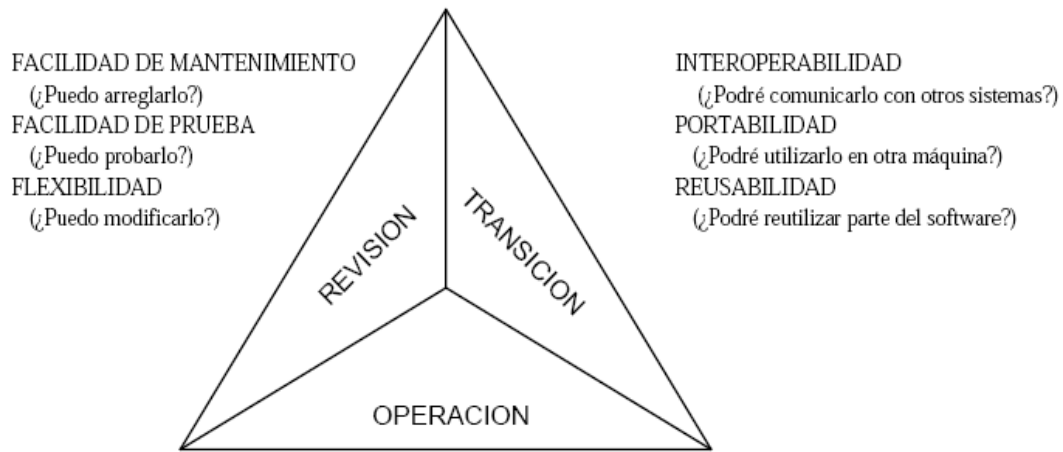 FACILIDAD DE MANTENIMIENTO
(¿Puedo arreglarlo?)
FACILIDAD DE PRUEBA
(¿Puedo probarlo?)
FLEXIBILIDAD
(¿Puedo modificarlo?)
INTEROPERABILIDAD
(¿Podré comunicarlo con otros sistemas?)
PORTABILIDAD
(¿Podré utilizarlo en otra máquina?)
REUSABILIDAD
(¿Podré reutilizar parte del software?)
REVISION
TRANSICION
OPERACION